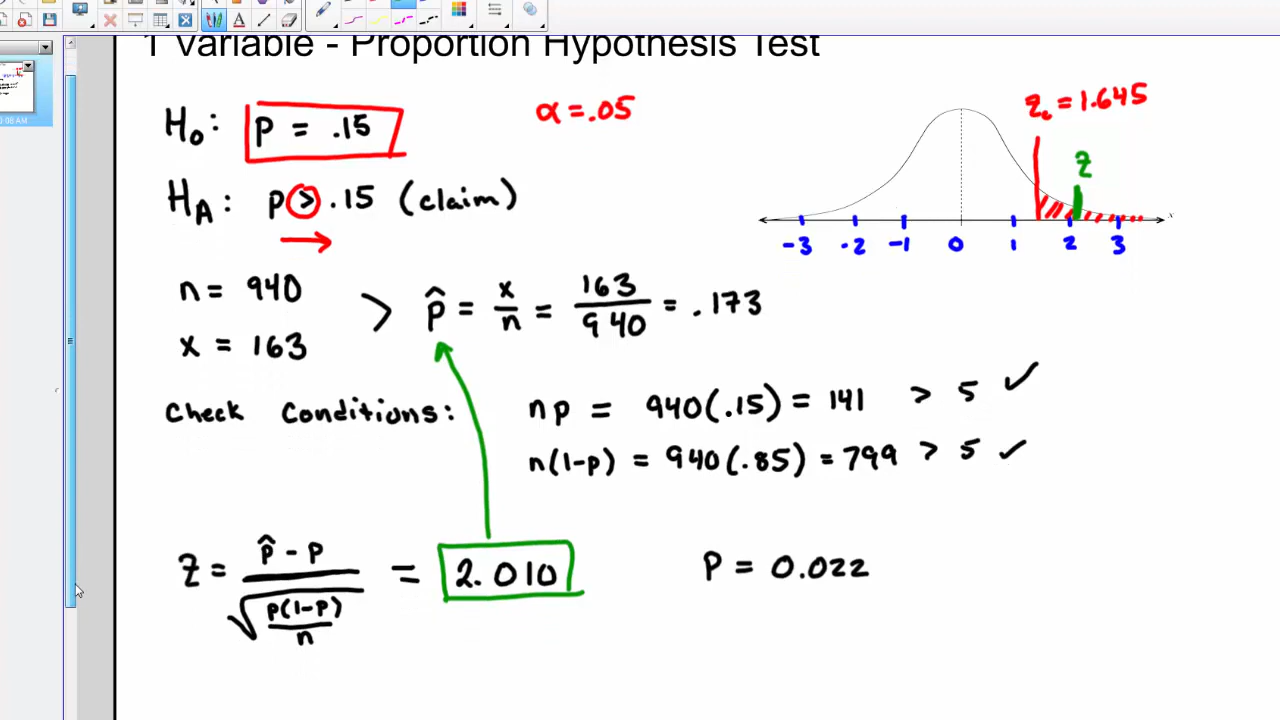 1 Variable - Proportion Hypothesis Test
H₀: p = .15
α = .05
z꜀ = 1.645
z
Hₐ: p > .15 (claim)
x
-3 -2 -1 0 1 2 3
n = 940
x = 163
> p̂ = x/n = 163/940 = .173
Check Conditions: np = 940(.15) = 141 > 5 ✓
n(1-p) = 940(.85) = 799 > 5 ✓
z = (p̂ - p)/√(p(1-p)/n) = 2.010
P = 0.022
:08 AM